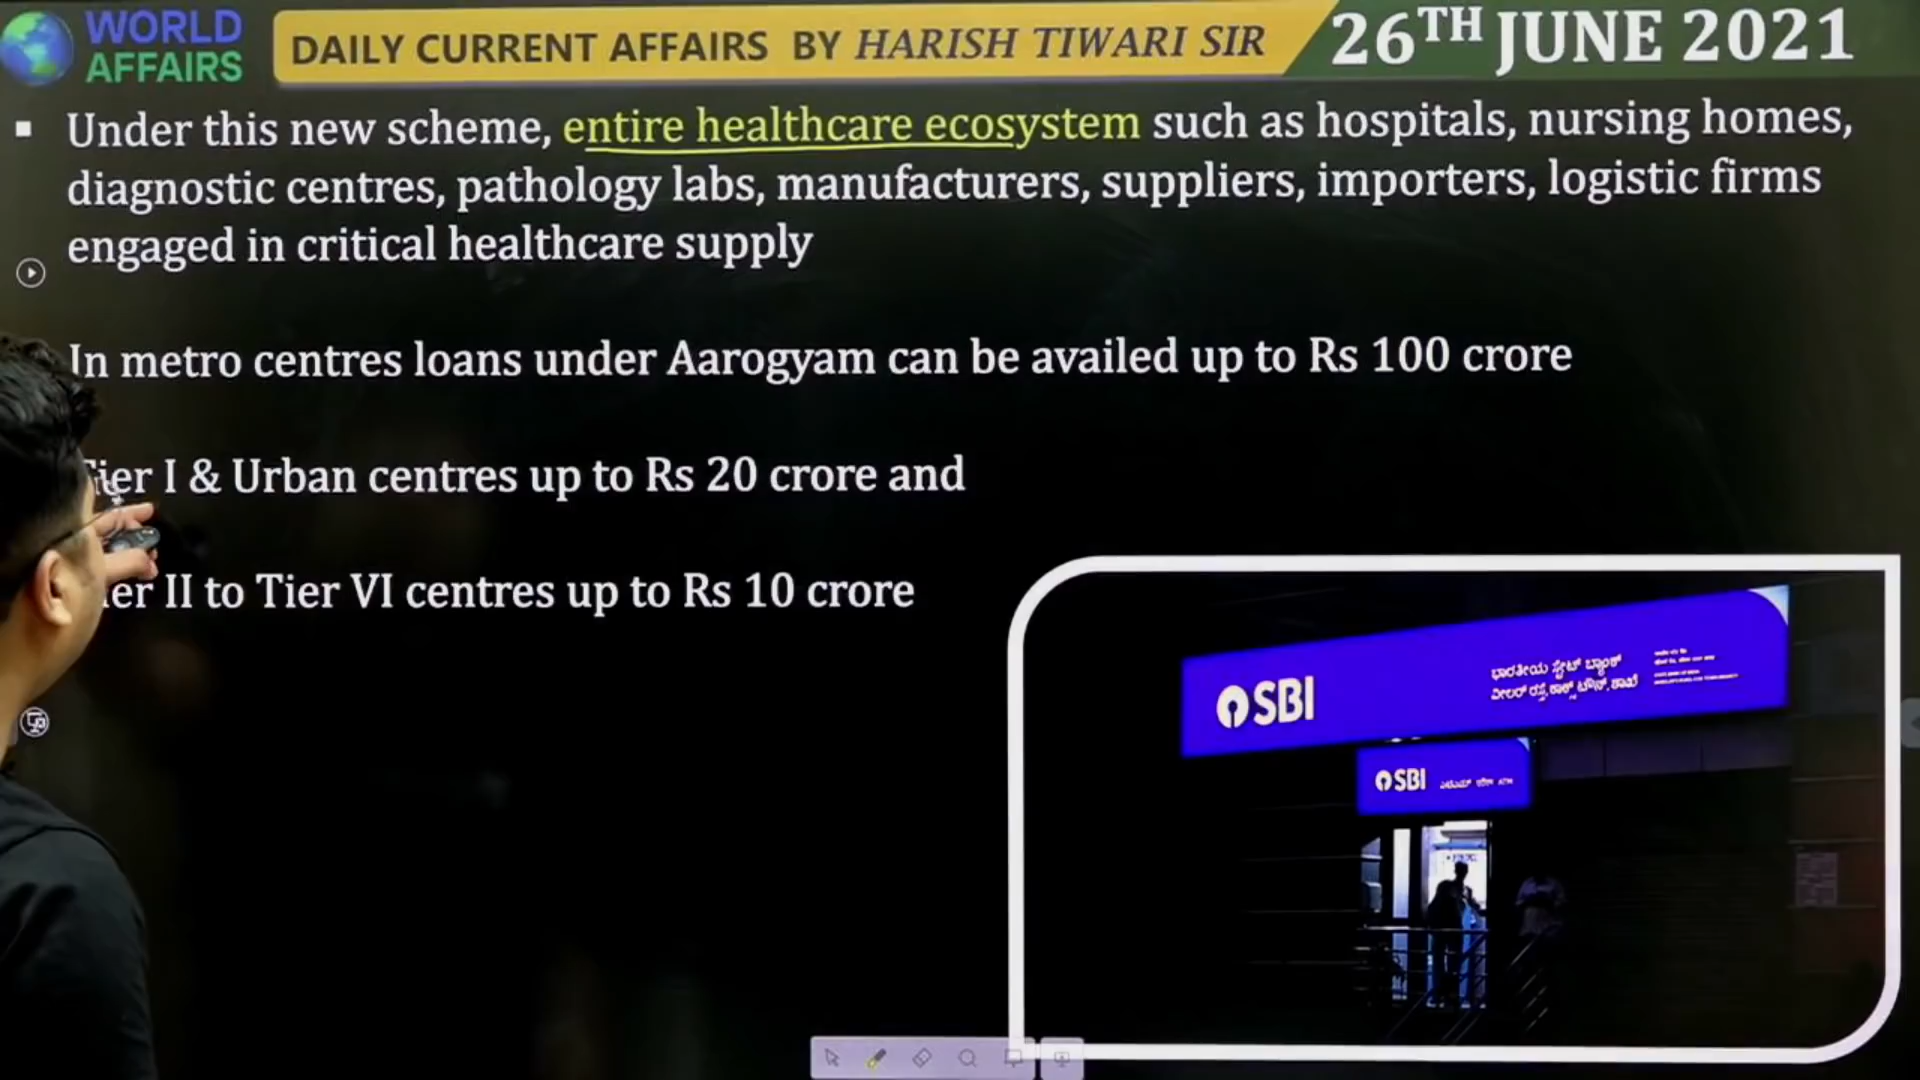 WORLD
AFFAIRS
DAILY CURRENT AFFAIRS BY HARISH TIWARI SIR
26TH JUNE 2021
▪ Under this new scheme, entire healthcare ecosystem such as hospitals, nursing homes,
diagnostic centres, pathology labs, manufacturers, suppliers, importers, logistic firms
engaged in critical healthcare supply
In metro centres loans under Aarogyam can be availed up to Rs 100 crore
Tier I & Urban centres up to Rs 20 crore and
Tier II to Tier VI centres up to Rs 10 crore
SBI
ಭಾರತೀಯ ಸ್ಟೇಟ್ ಬ್ಯಾಂಕ್
SBI